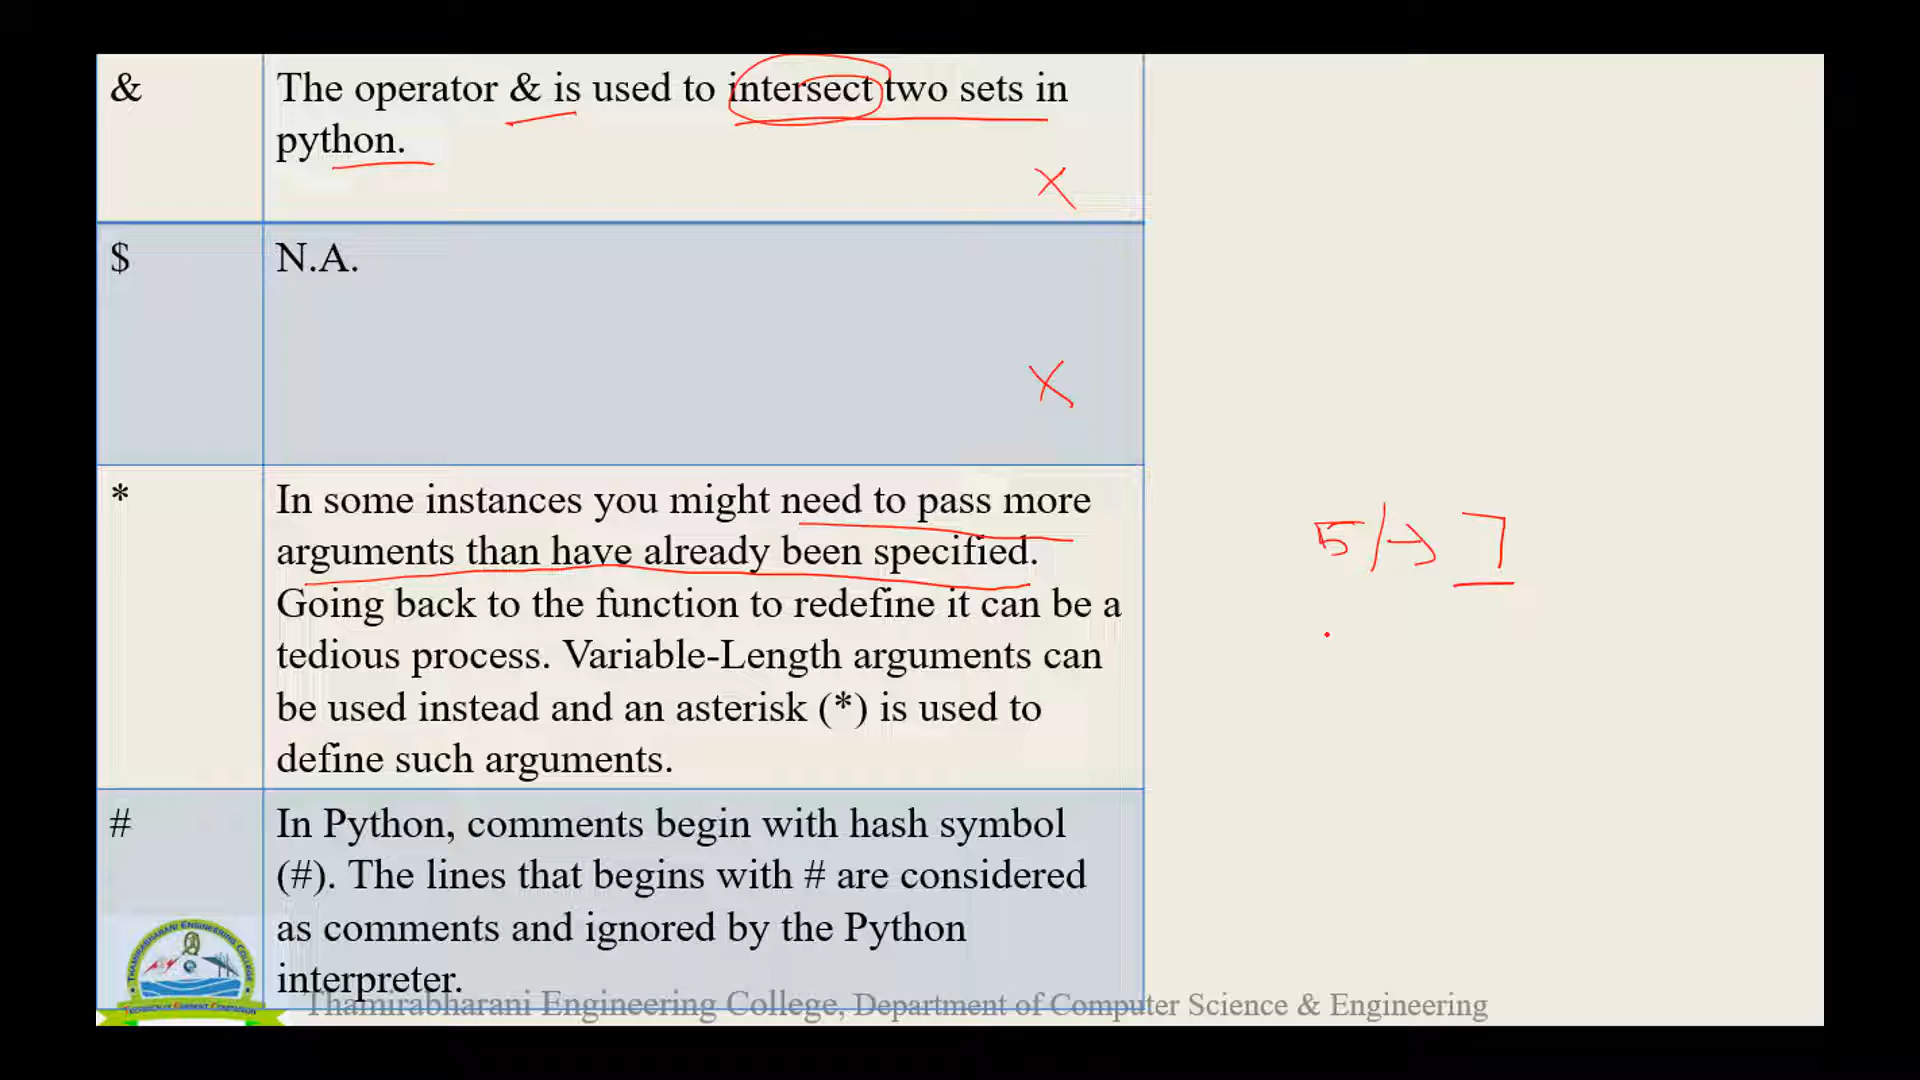 & The operator & is used to intersect two sets in
python.
X
$ N.A.
X
* In some instances you might need to pass more
arguments than have already been specified.
Going back to the function to redefine it can be a
tedious process. Variable-Length arguments can
be used instead and an asterisk (*) is used to
define such arguments.
5 / → 7
# In Python, comments begin with hash symbol
(#). The lines that begins with # are considered
as comments and ignored by the Python
interpreter.
THAMIRABHARANI ENGINEERING COLLEGE
Thamirabharani Engineering College, Department of Computer Science & Engineering